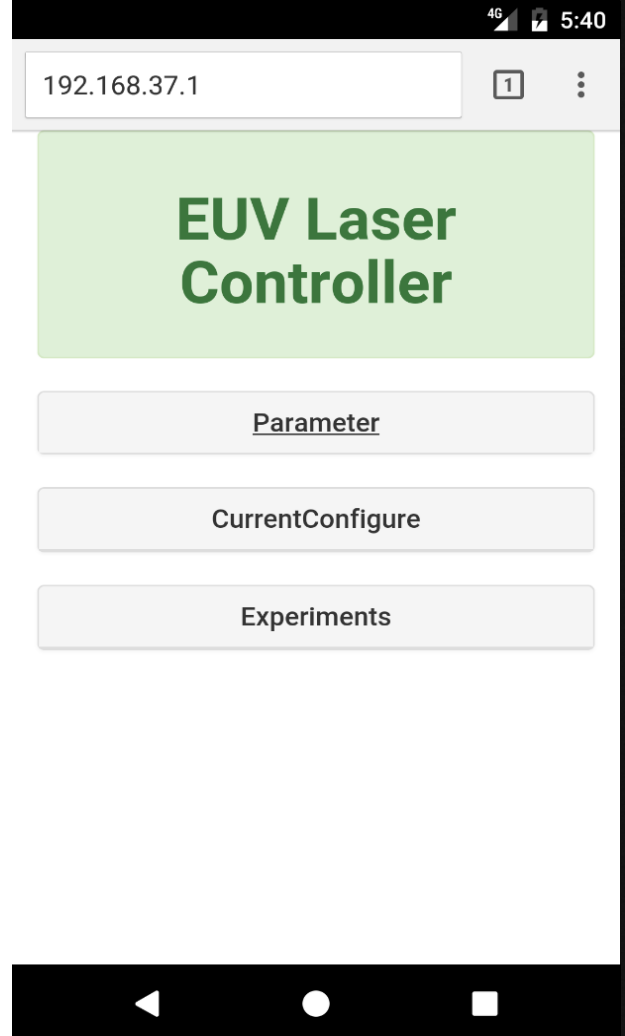 4G 5:40
192.168.37.1 1
EUV Laser
Controller
Parameter
CurrentConfigure
Experiments